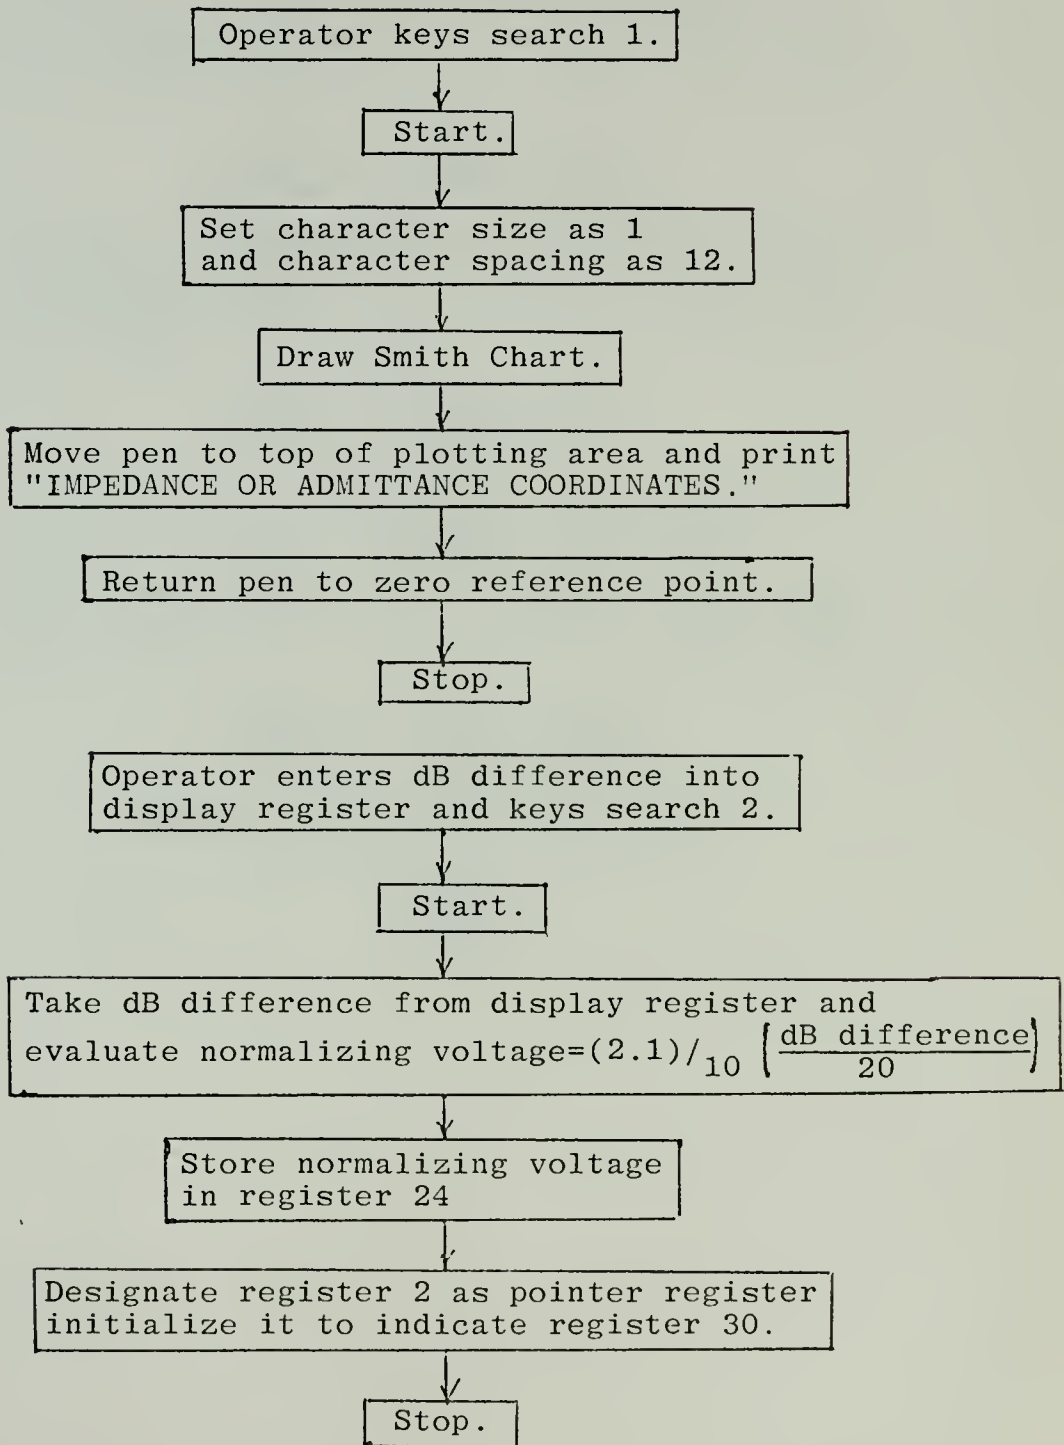 Operator keys search 1.
Start.
Set character size as 1
and character spacing as 12.
Draw Smith Chart.
Move pen to top of plotting area and print
"IMPEDANCE OR ADMITTANCE COORDINATES."
Return pen to zero reference point.
Stop.
Operator enters dB difference into
display register and keys search 2.
Start.
Take dB difference from display register and
evaluate normalizing voltage=(2.1)/10 (dB difference/20)
Store normalizing voltage
in register 24
Designate register 2 as pointer register
initialize it to indicate register 30.
Stop.